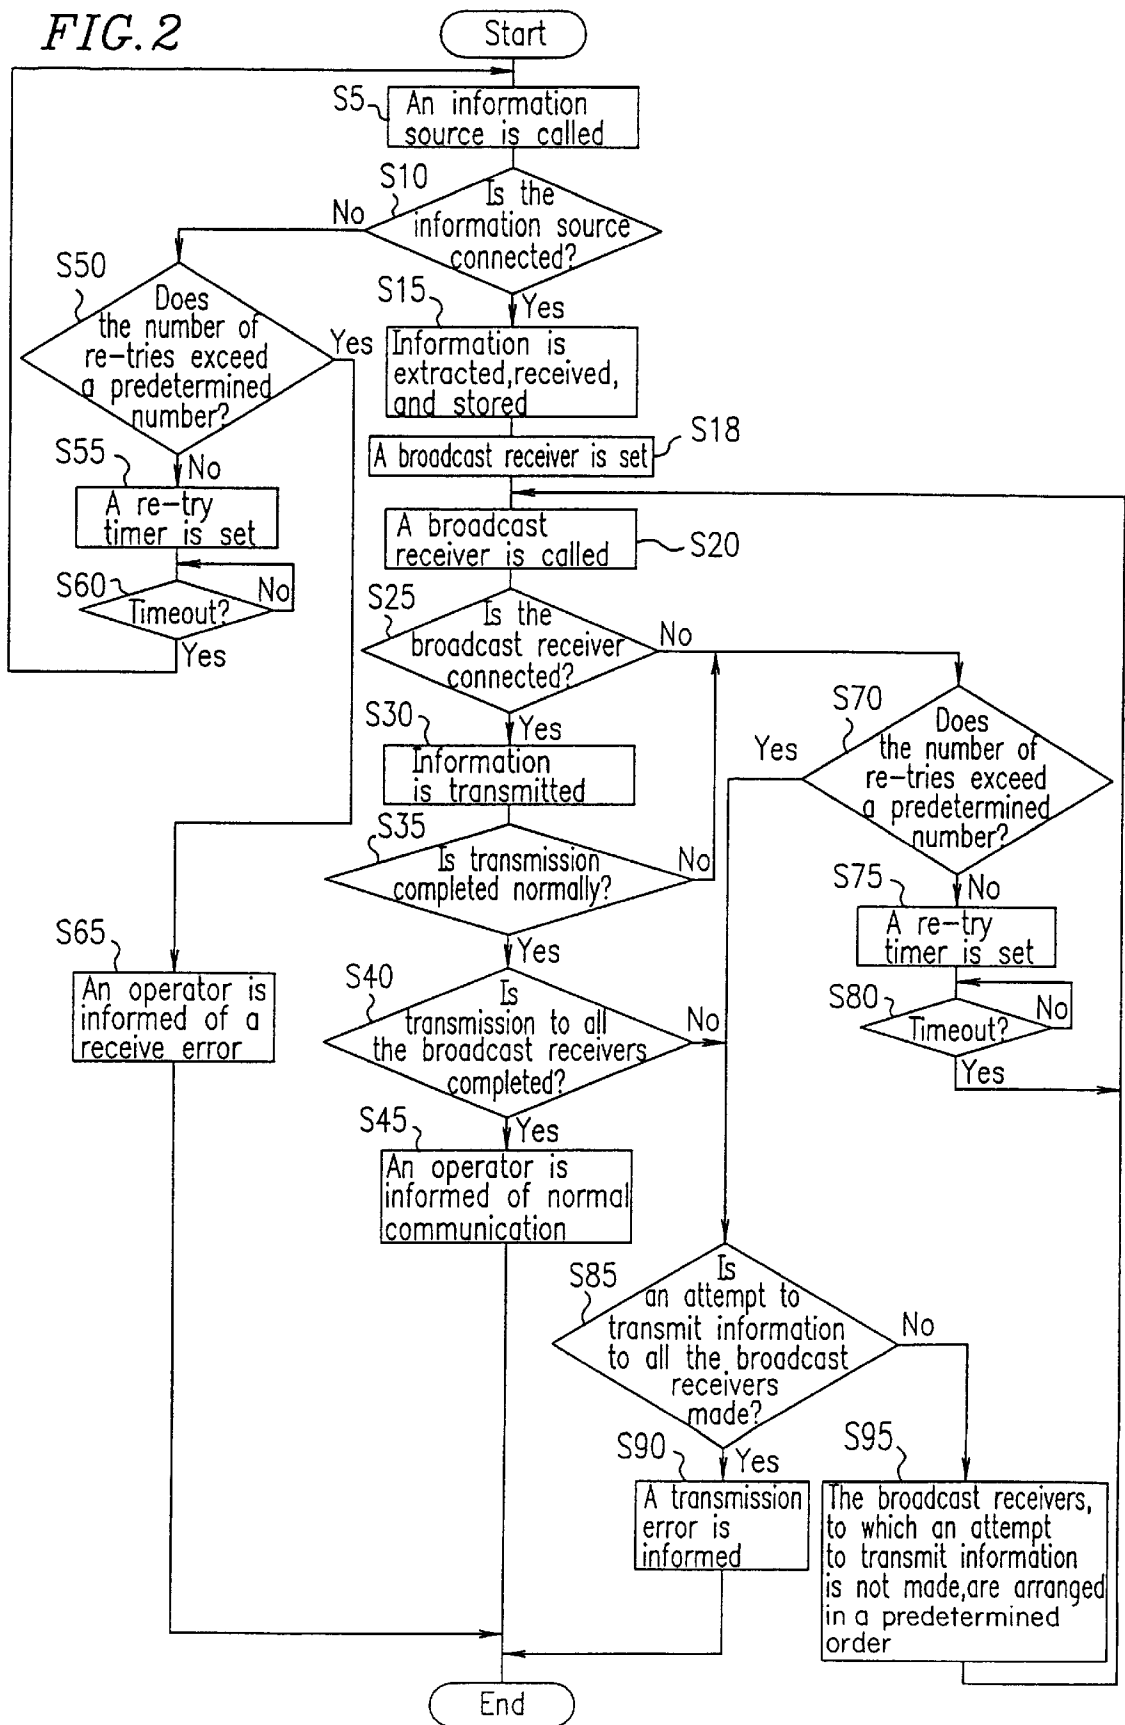 FIG.2
Start
S5
An information
source is called
S10
Is the
information source
connected?
No
Yes
S50
Does
the number of
re-tries exceed
a predetermined
number?
Yes
No
S15
Information is
extracted,received,
and stored
S18
A broadcast receiver is set
S55
A re-try
timer is set
S60
Timeout?
No
Yes
S20
A broadcast
receiver is called
S25
Is the
broadcast receiver
connected?
No
Yes
S30
Information
is transmitted
S35
Is transmission
completed normally?
No
Yes
S70
Does
the number of
re-tries exceed
a predetermined
number?
Yes
No
S75
A re-try
timer is set
S80
Timeout?
No
Yes
S65
An operator is
informed of a
receive error
S40
Is
transmission to all
the broadcast receivers
completed?
No
Yes
S45
An operator is
informed of normal
communication
S85
Is
an attempt to
transmit information
to all the broadcast
receivers
made?
No
Yes
S90
A transmission
error is
informed
S95
The broadcast receivers,
to which an attempt
to transmit information
is not made,are arranged
in a predetermined
order
End